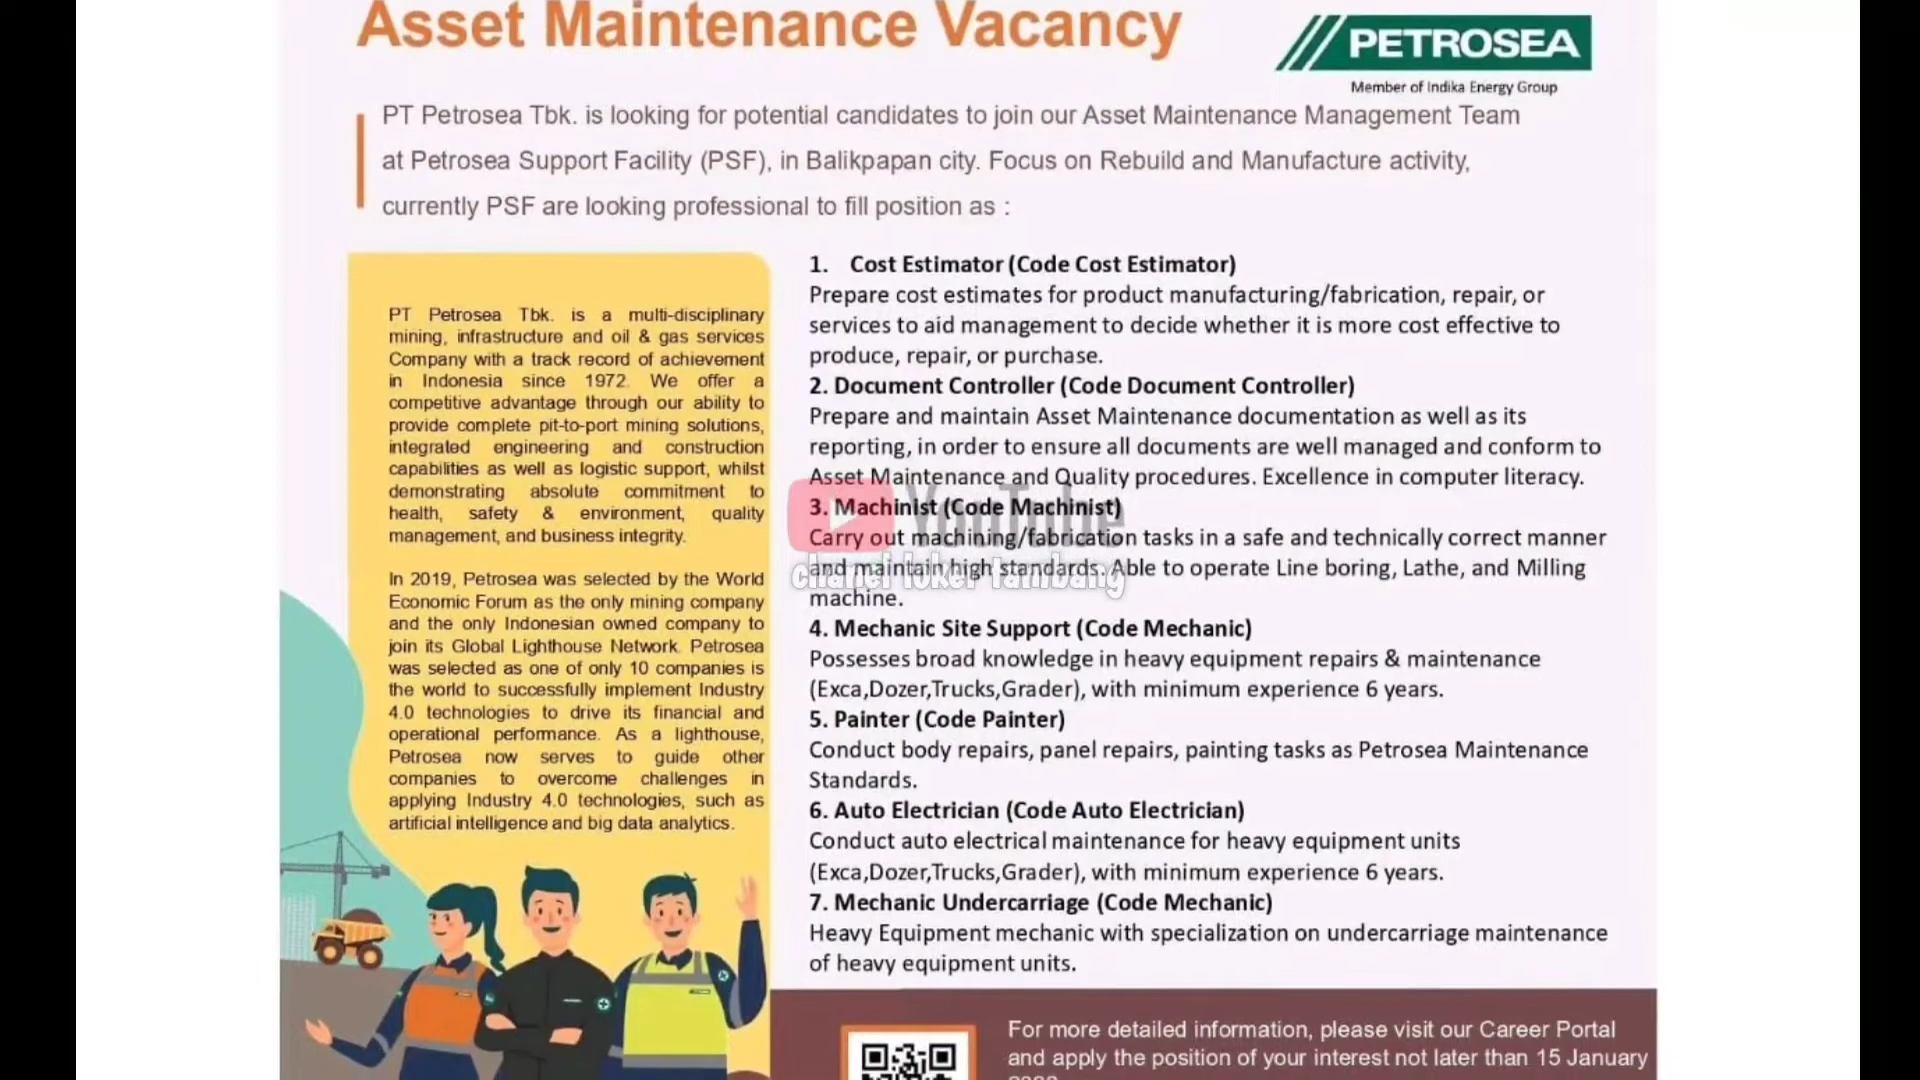 Asset Maintenance Vacancy
PETROSEA
Member of Indika Energy Group
PT Petrosea Tbk. is looking for potential candidates to join our Asset Maintenance Management Team
at Petrosea Support Facility (PSF), in Balikpapan city. Focus on Rebuild and Manufacture activity,
currently PSF are looking professional to fill position as :
PT Petrosea Tbk. is a multi-disciplinary
mining, infrastructure and oil & gas services
Company with a track record of achievement
in Indonesia since 1972. We offer a
competitive advantage through our ability to
provide complete pit-to-port mining solutions,
integrated engineering and construction
capabilities as well as logistic support, whilst
demonstrating absolute commitment to
health, safety & environment, quality
management, and business integrity.
In 2019, Petrosea was selected by the World
Economic Forum as the only mining company
and the only Indonesian owned company to
join its Global Lighthouse Network. Petrosea
was selected as one of only 10 companies is
the world to successfully implement Industry
4.0 technologies to drive its financial and
operational performance. As a lighthouse,
Petrosea now serves to guide other
companies to overcome challenges in
applying Industry 4.0 technologies, such as
artificial intelligence and big data analytics.
1. Cost Estimator (Code Cost Estimator)
Prepare cost estimates for product manufacturing/fabrication, repair, or
services to aid management to decide whether it is more cost effective to
produce, repair, or purchase.
2. Document Controller (Code Document Controller)
Prepare and maintain Asset Maintenance documentation as well as its
reporting, in order to ensure all documents are well managed and conform to
Asset Maintenance and Quality procedures. Excellence in computer literacy.
3. Machinist (Code Machinist)
Carry out machining/fabrication tasks in a safe and technically correct manner
and maintain high standards. Able to operate Line boring, Lathe, and Milling
machine.
YouTube
chanel loker tambang
4. Mechanic Site Support (Code Mechanic)
Possesses broad knowledge in heavy equipment repairs & maintenance
(Exca,Dozer,Trucks,Grader), with minimum experience 6 years.
5. Painter (Code Painter)
Conduct body repairs, panel repairs, painting tasks as Petrosea Maintenance
Standards.
6. Auto Electrician (Code Auto Electrician)
Conduct auto electrical maintenance for heavy equipment units
(Exca,Dozer,Trucks,Grader), with minimum experience 6 years.
7. Mechanic Undercarriage (Code Mechanic)
Heavy Equipment mechanic with specialization on undercarriage maintenance
of heavy equipment units.
For more detailed information, please visit our Career Portal
and apply the position of your interest not later than 15 January